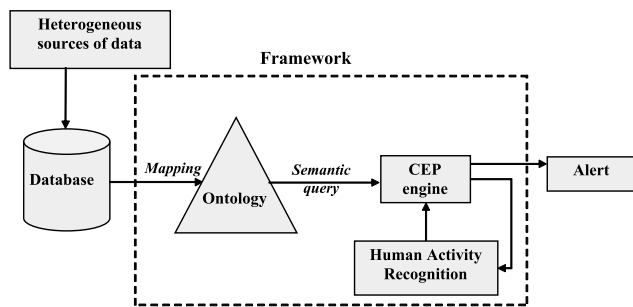 Heterogeneous
sources of data
Framework
Database
Mapping
Ontology
Semantic
query
CEP
engine
Alert
Human Activity
Recognition